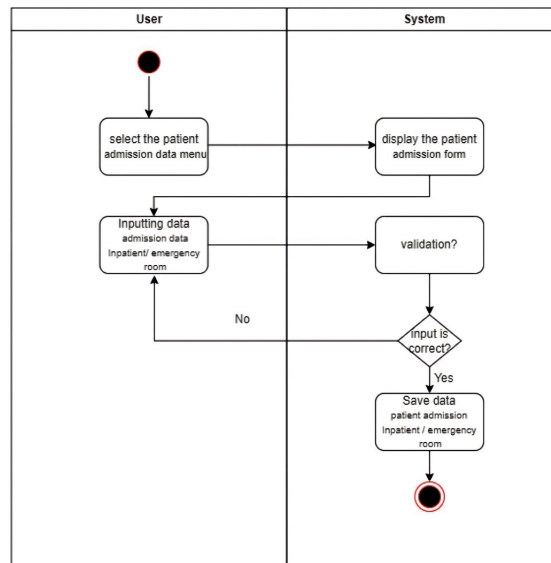 User
System
select the patient
admission data menu
display the patient
admission form
Inputting data
admission data
Inpatient/ emergency
room
validation?
No
input is
correct?
Yes
Save data
patient admission
Inpatient / emergency
room